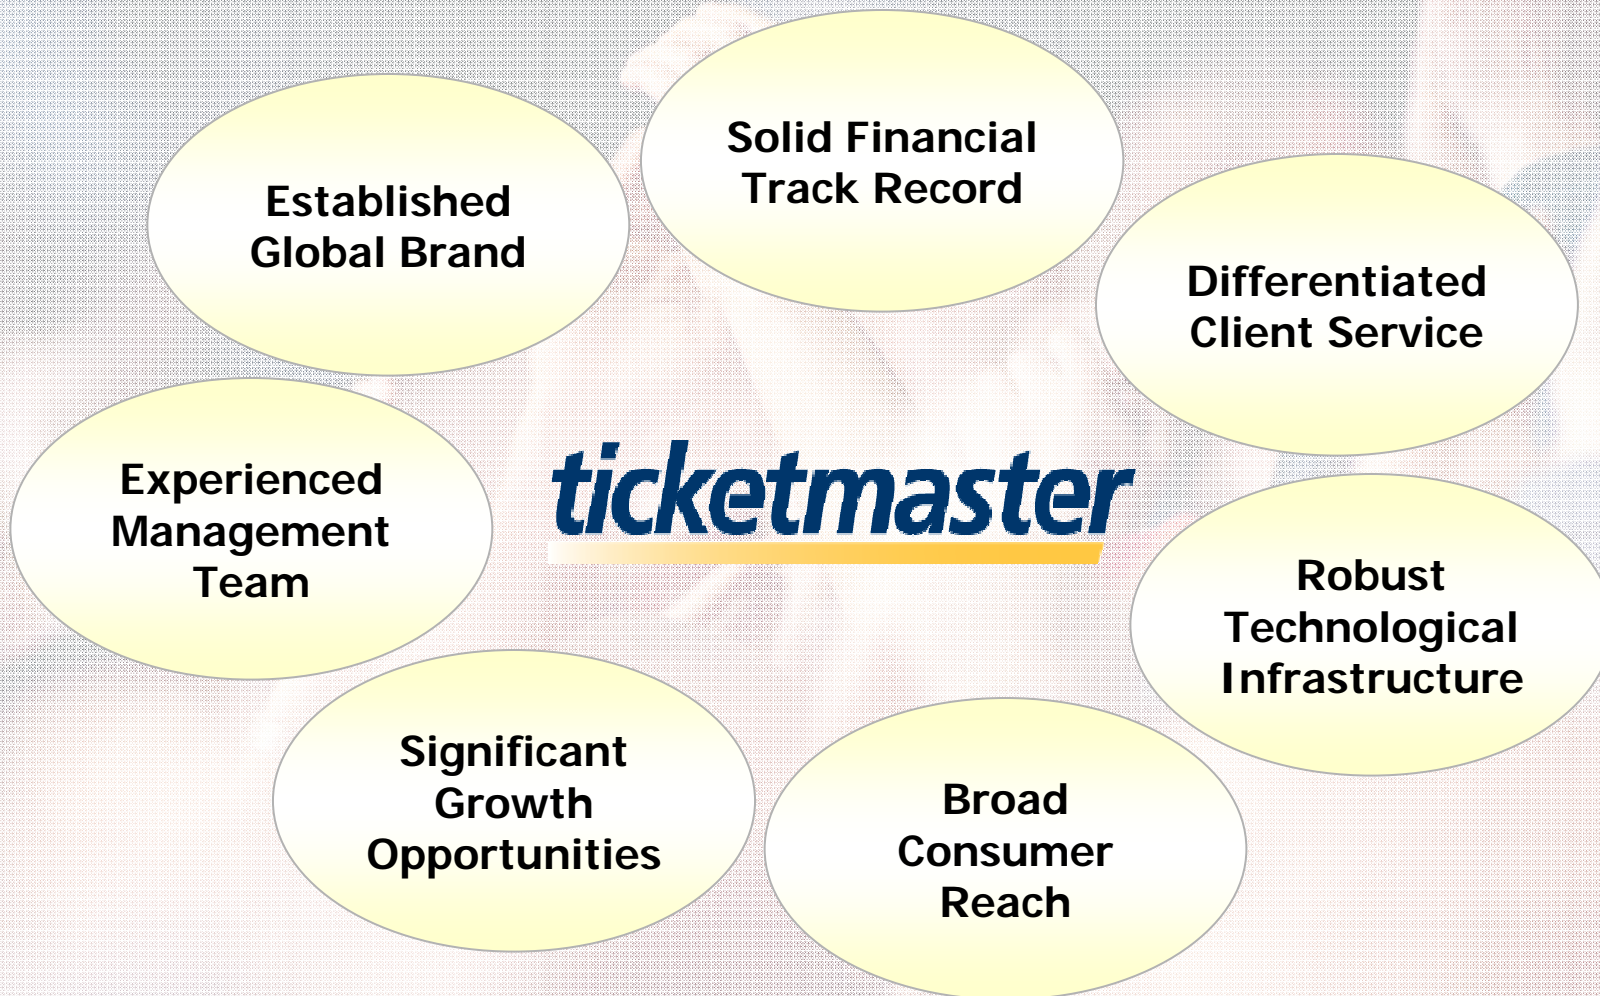 Solid Financial
Track Record
Established
Global Brand
Differentiated
Client Service
Experienced
Management
Team
ticketmaster
Robust
Technological
Infrastructure
Significant
Growth
Opportunities
Broad
Consumer
Reach